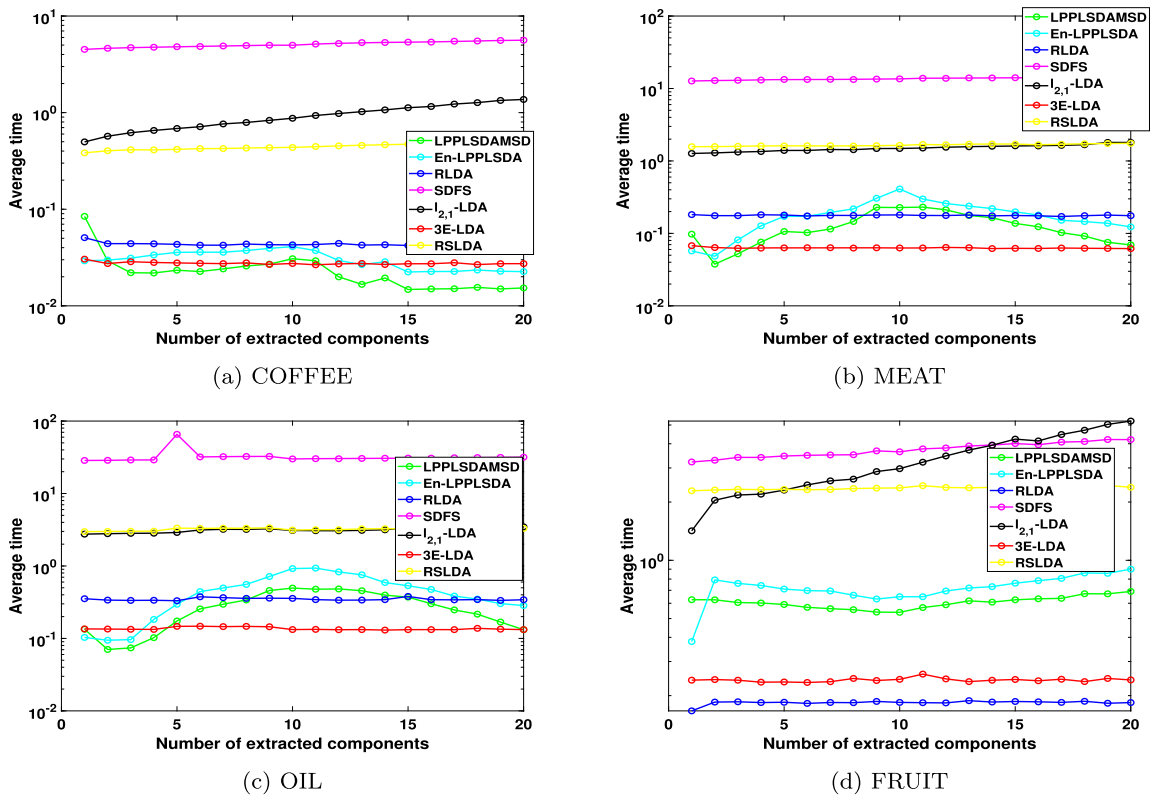 10^1
10^0
10^-1
10^-2
Average time
0 5 10 15 20
Number of extracted components
LPPLSDAMSD
En-LPPLSDA
RLDA
SDFS
l_2,1-LDA
3E-LDA
RSLDA
(a) COFFEE
10^2
10^1
10^0
10^-1
10^-2
Average time
0 5 10 15 20
Number of extracted components
LPPLSDAMSD
En-LPPLSDA
RLDA
SDFS
l_2,1-LDA
3E-LDA
RSLDA
(b) MEAT
10^2
10^1
10^0
10^-1
10^-2
Average time
0 5 10 15 20
Number of extracted components
LPPLSDAMSD
En-LPPLSDA
RLDA
SDFS
l_2,1-LDA
3E-LDA
RSLDA
(c) OIL
10^0
Average time
0 5 10 15 20
Number of extracted components
LPPLSDAMSD
En-LPPLSDA
RLDA
SDFS
l_2,1-LDA
3E-LDA
RSLDA
(d) FRUIT